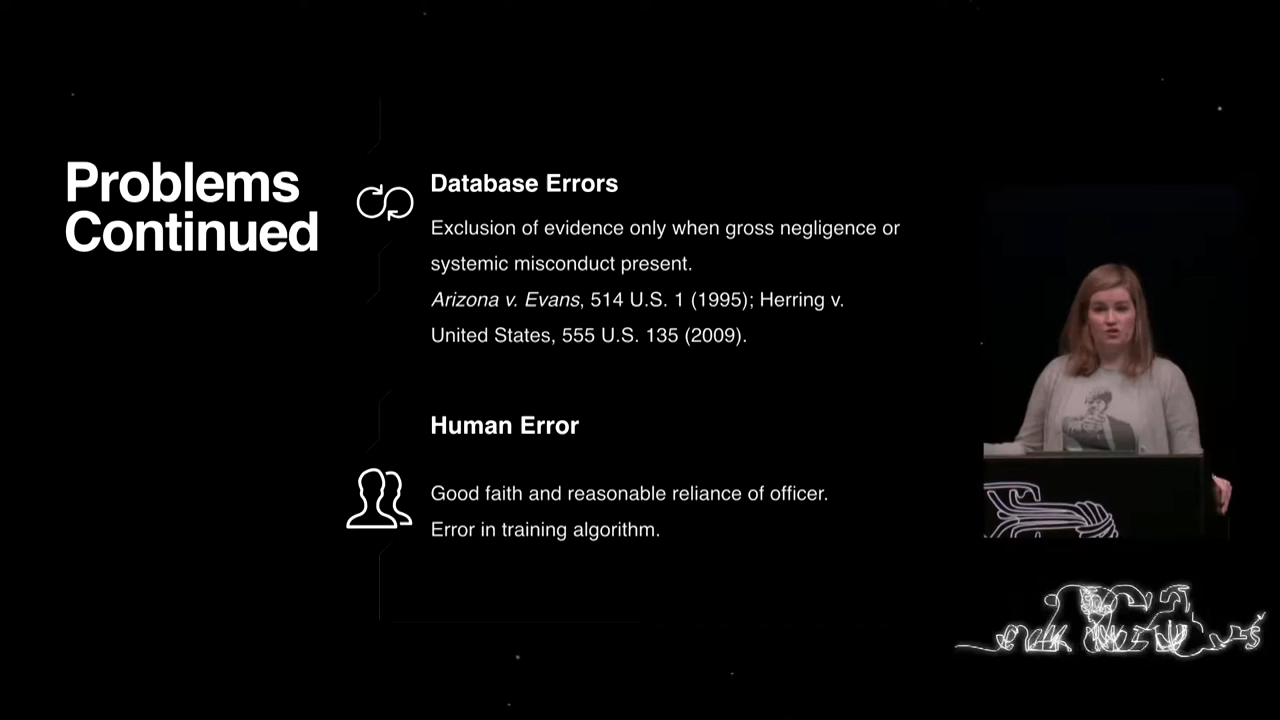 Problems
Continued
Database Errors
Exclusion of evidence only when gross negligence or
systemic misconduct present.
Arizona v. Evans, 514 U.S. 1 (1995); Herring v.
United States, 555 U.S. 135 (2009).
Human Error
Good faith and reasonable reliance of officer.
Error in training algorithm.